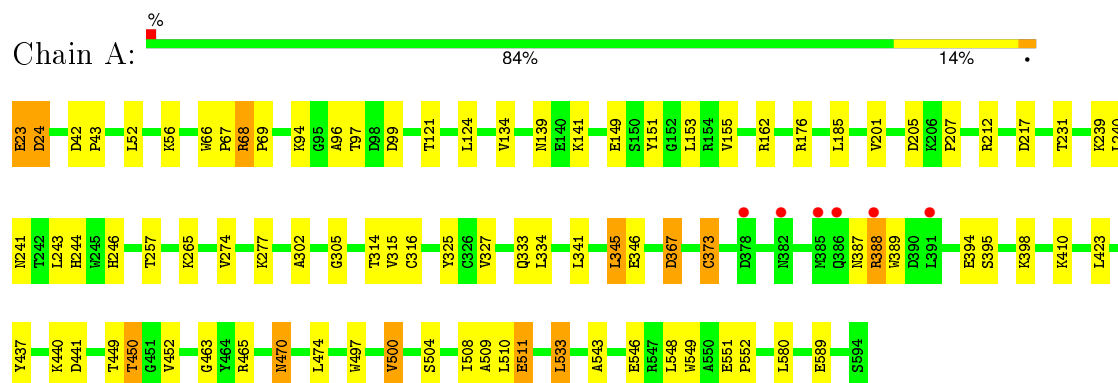 %
Chain A:
84% 14% •
E23 D24 D42 P43 L52 K56 W66 P67 R68 P69 K94 G95 A96 T97 D98 D99 T121 L124 V134 N139 E140 K141 E149 S150 Y151 G152 L153 R154 V155 R162 R176 L185 V201 D205 K206 P207 R212 D217 T231 K239
N241 T242 L243 H244 W245 H246 T257 K265 V274 K277 A302 G305 T314 V315 C316 Y325 C326 V327 Q333 L334 L341 L345 E346 D367 C373 D378 N382 M385 Q386 N387 R388 W389 D390 L391 E394 S395 K398 K410 L423
Y437 K440 D441 T449 T450 G451 V452 G463 Y464 R465 N470 L474 W497 V500 S504 I508 A509 L510 E511 L533 A543 E546 R547 L548 W549 A550 E551 P552 L580 E589 S594